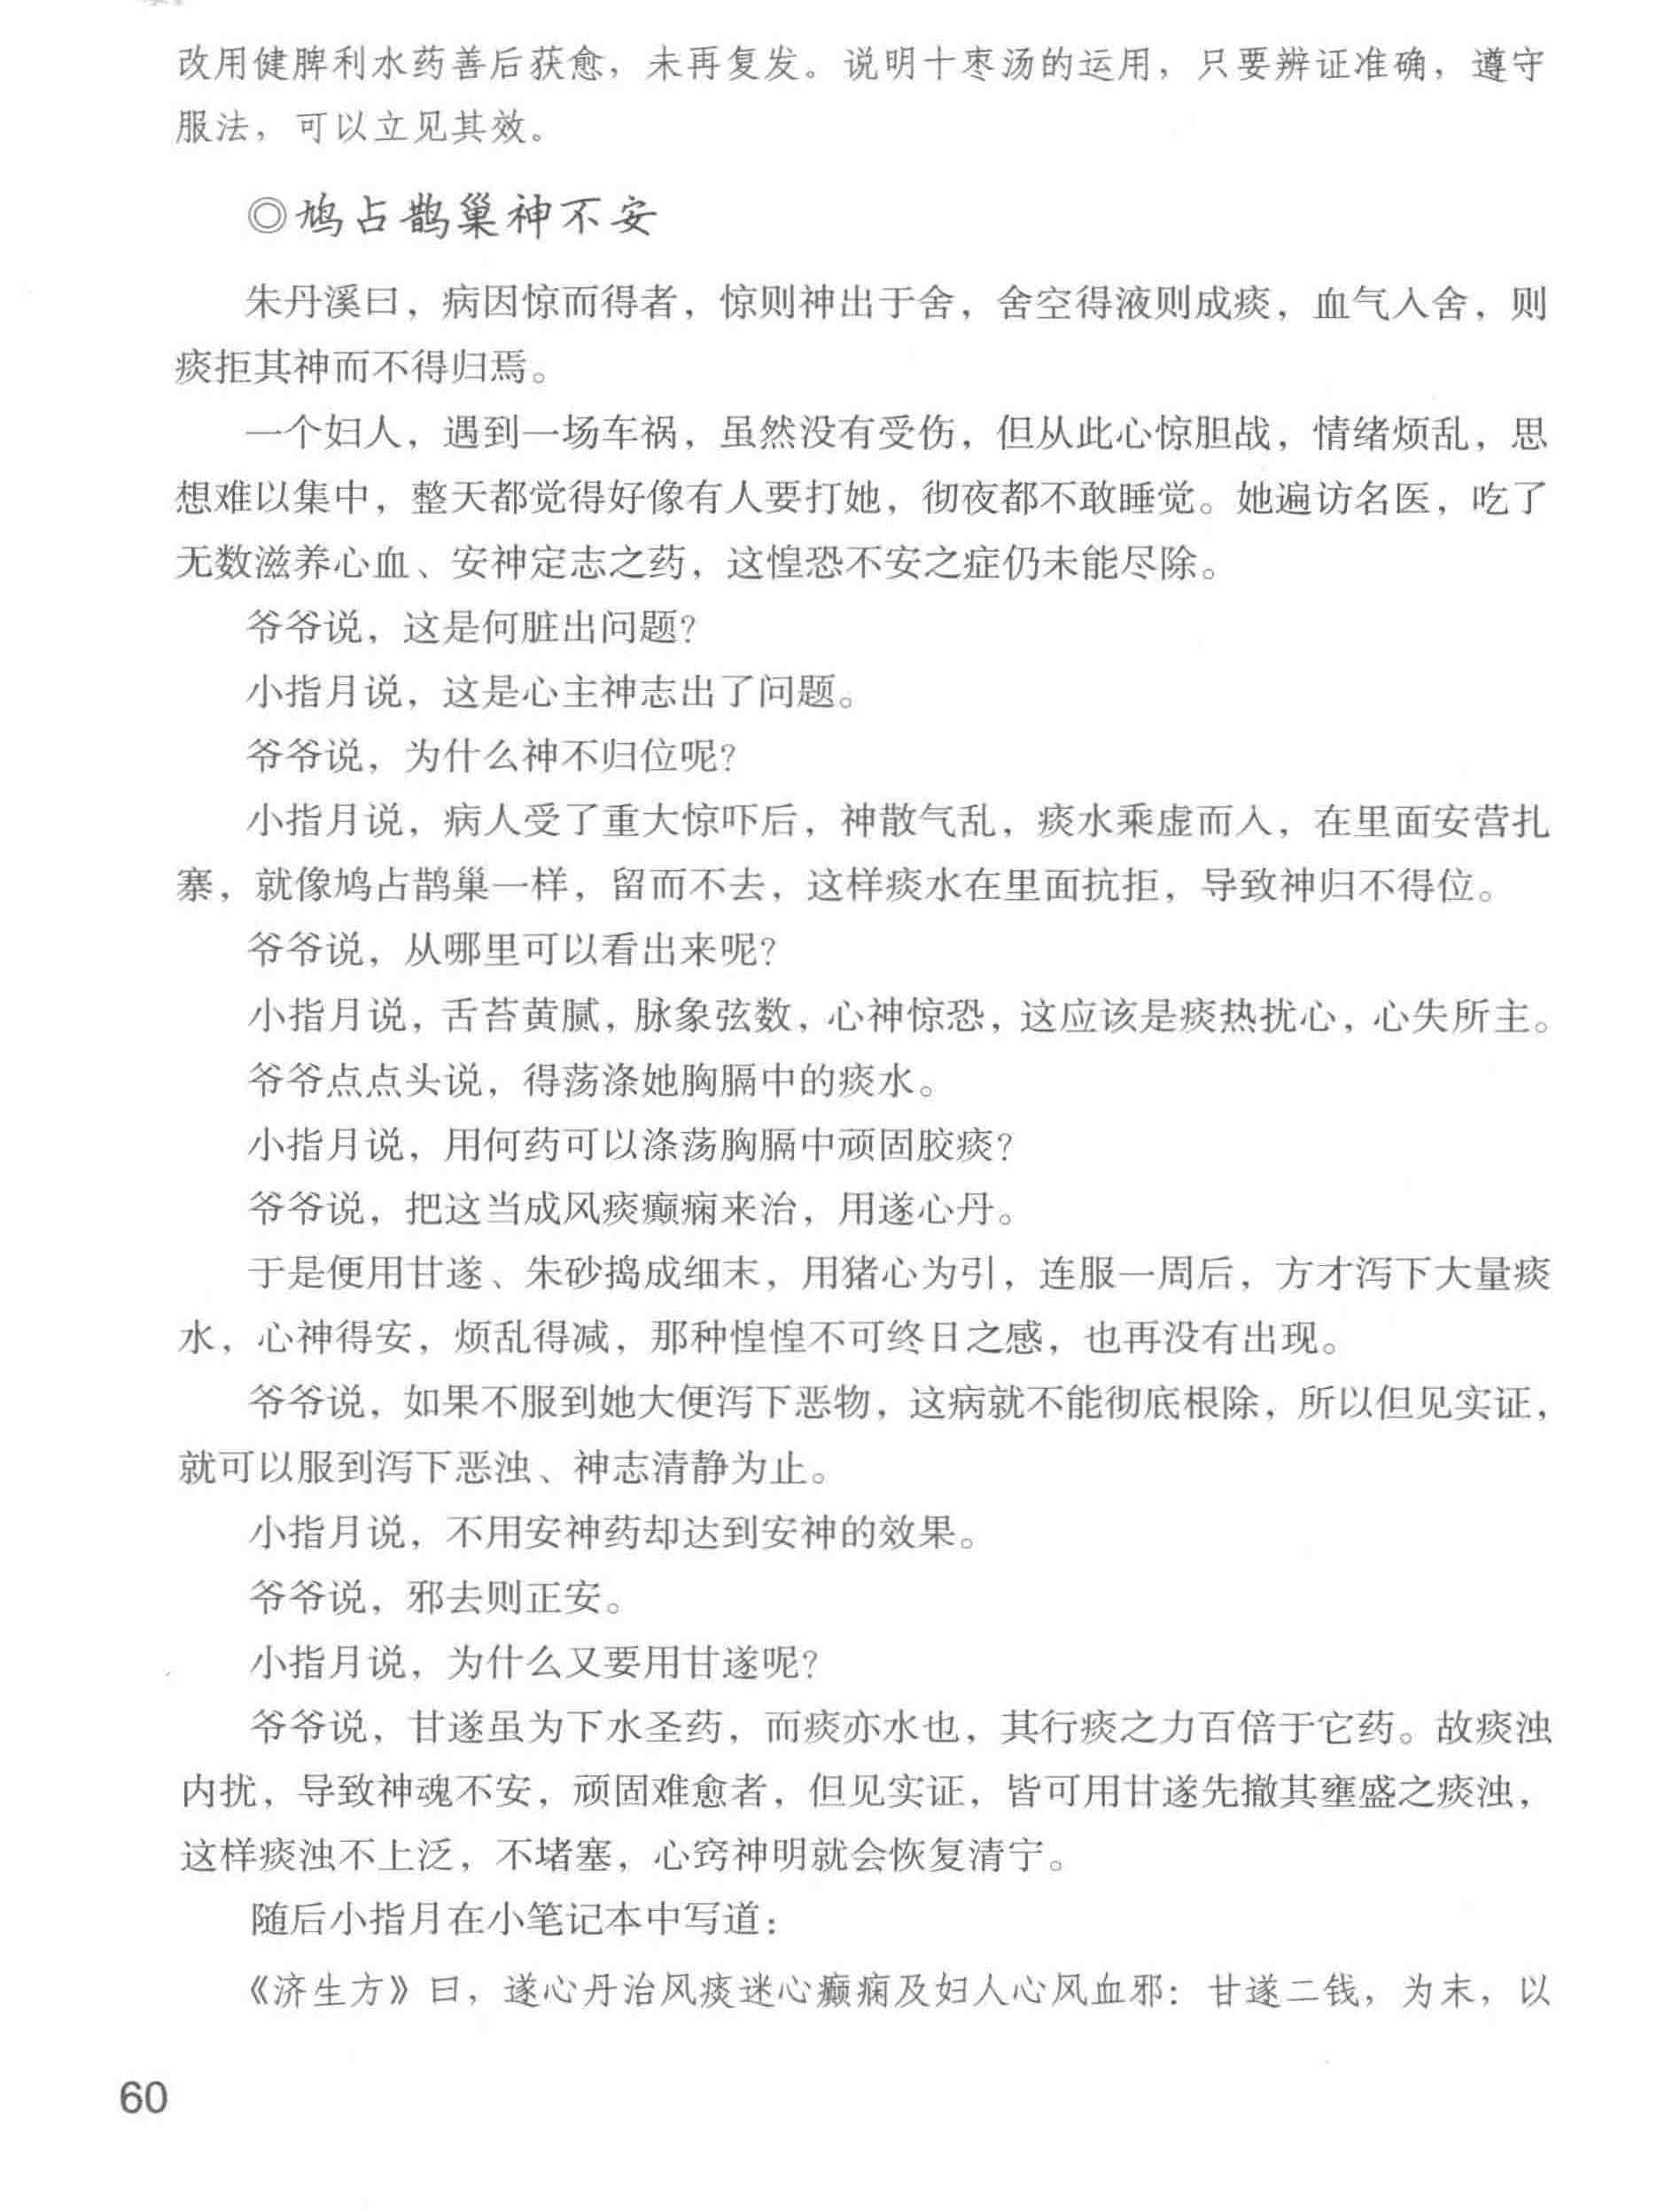 改用健脾利水药善后获愈，未再复发。说明十枣汤的运用，只要辨证准确，遵守
服法，可以立见其效。
◎鸠占鹊巢神不安
朱丹溪曰，病因惊而得者，惊则神出于舍，舍空得液则成痰，血气入舍，则
痰拒其神而不得归焉。
一个妇人，遇到一场车祸，虽然没有受伤，但从此心惊胆战，情绪烦乱，思
想难以集中，整天都觉得好像有人要打她，彻夜都不敢睡觉。她遍访名医，吃了
无数滋养心血、安神定志之药，这惶恐不安之症仍未能尽除。
爷爷说，这是何脏出问题？
小指月说，这是心主神志出了问题。
爷爷说，为什么神不归位呢？
小指月说，病人受了重大惊吓后，神散气乱，痰水乘虚而入，在里面安营扎
寨，就像鸠占鹊巢一样，留而不去，这样痰水在里面抗拒，导致神归不得位。
爷爷说，从哪里可以看出来呢？
小指月说，舌苔黄腻，脉象弦数，心神惊恐，这应该是痰热扰心，心失所主。
爷爷点点头说，得荡涤她胸膈中的痰水。
小指月说，用何药可以涤荡胸膈中顽固胶痰？
爷爷说，把这当成风痰癫痫来治，用遂心丹。
于是便用甘遂、朱砂捣成细末，用猪心为引，连服一周后，方才泻下大量痰
水，心神得安，烦乱得减，那种惶惶不可终日之感，也再没有出现。
爷爷说，如果不服到她大便泻下恶物，这病就不能彻底根除，所以但见实证，
就可以服到泻下恶浊、神志清静为止。
小指月说，不用安神药却达到安神的效果。
爷爷说，邪去则正安。
小指月说，为什么又要用甘遂呢？
爷爷说，甘遂虽为下水圣药，而痰亦水也，其行痰之力百倍于它药。故痰浊
内扰，导致神魂不安，顽固难愈者，但见实证，皆可用甘遂先撤其壅盛之痰浊，
这样痰浊不上泛，不堵塞，心窍神明就会恢复清宁。
随后小指月在小笔记本中写道：
《济生方》曰，遂心丹治风痰迷心癫痫及妇人心风血邪：甘遂二钱，为末，以
60